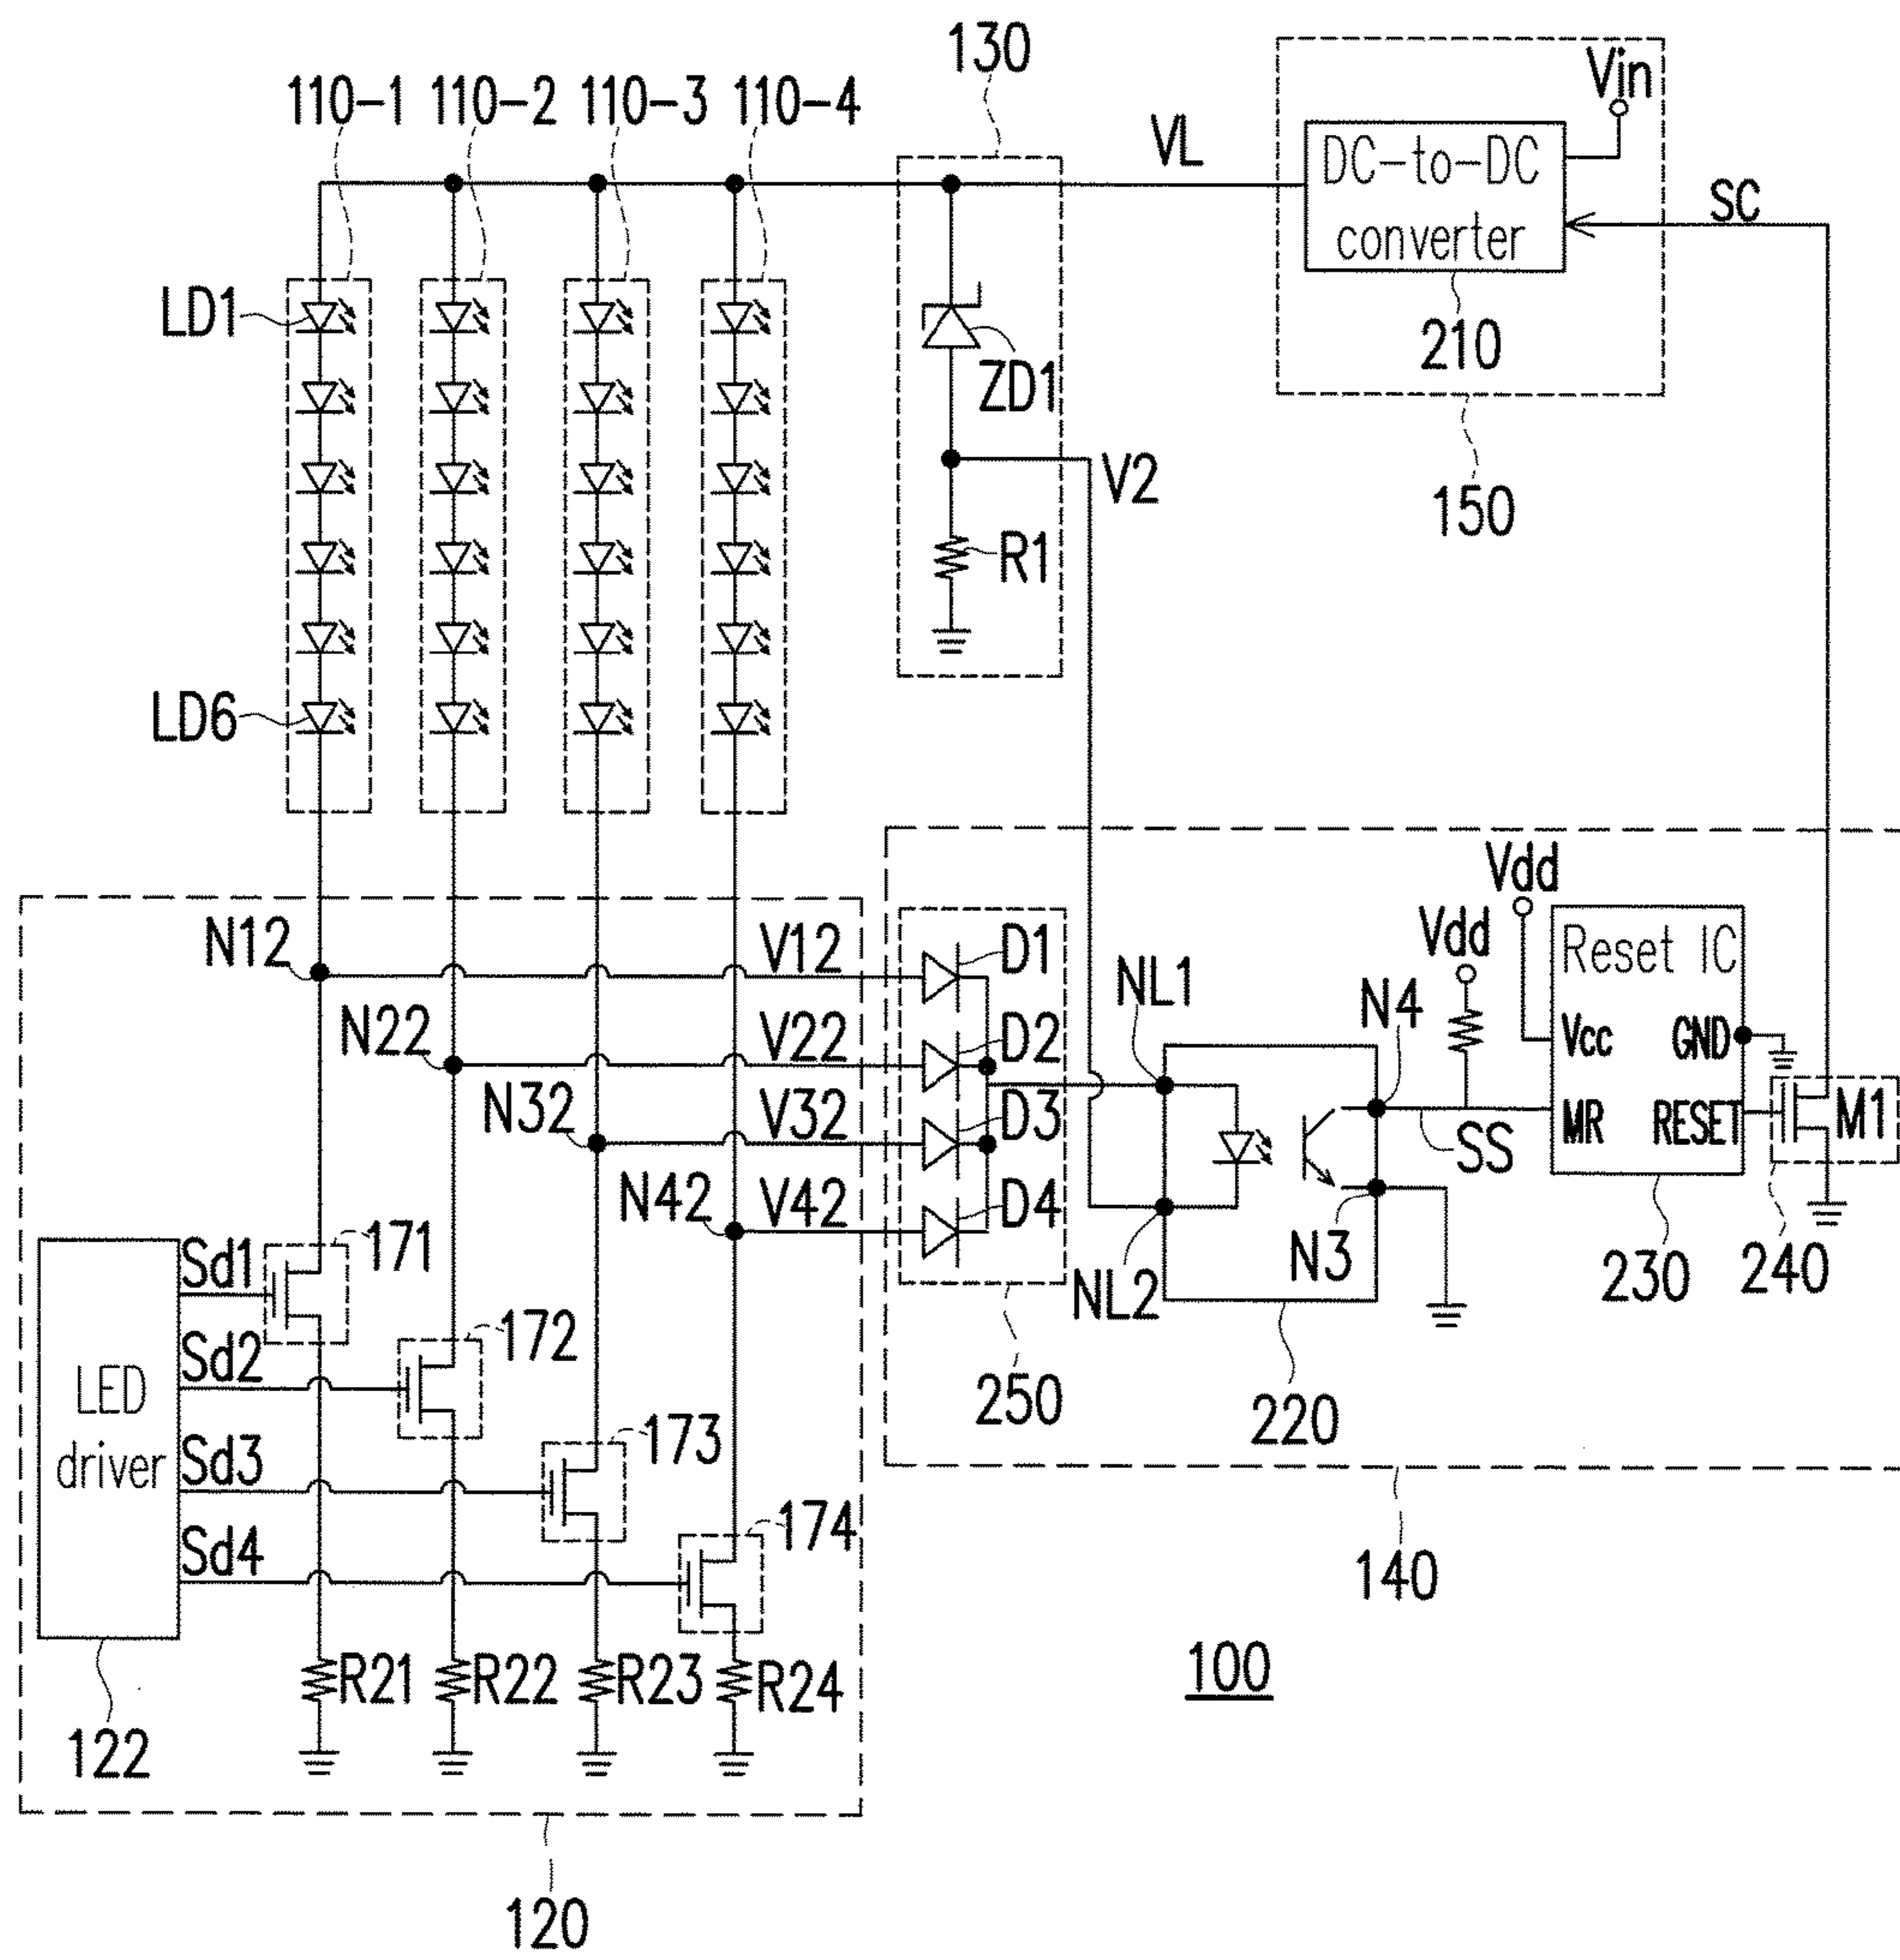 130
110-1 110-2 110-3 110-4
VL
Vin
DC-to-DC
converter
SC
LD1
210
ZD1
V2
150
R1
LD6
Vdd
Vdd
Reset IC
N12
V12
D1
NL1
N4
N22
V22
D2
Vcc
GND
N32
V32
D3
MR
RESET
M1
SS
N42
V42
D4
N3
NL2
230
240
LED
driver
Sd1
171
Sd2
172
250
220
Sd3
173
Sd4
174
140
R21
R22
R23
R24
100
122
120